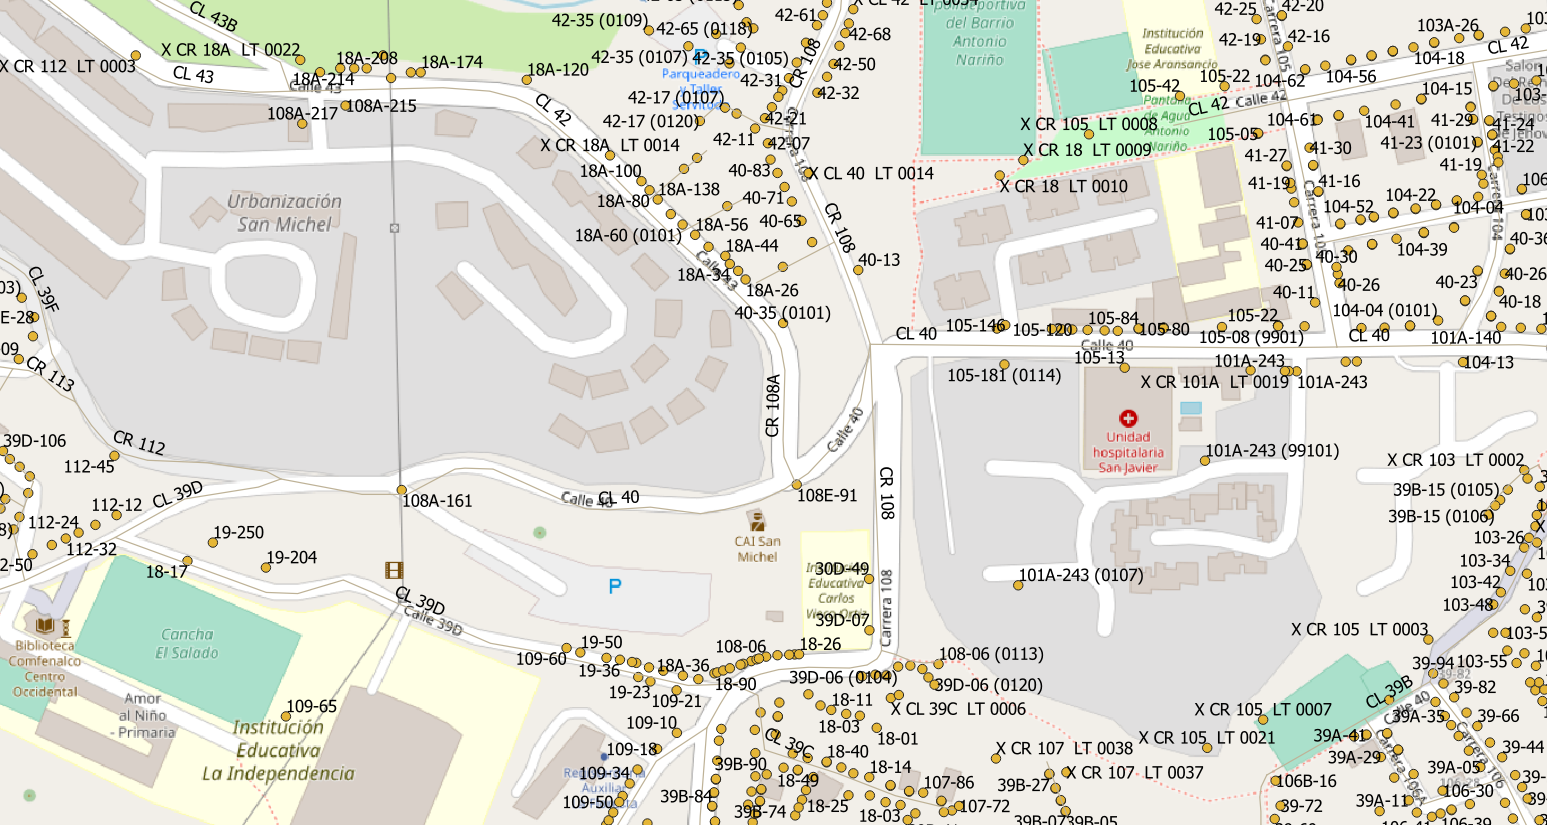 CL 43B
42-35 (0109)
42-65 (0118)
42-61
X CL 42 LT 0034
42-68
polideportiva
del Barrio
Antonio
Nariño
42-25
42-20
Carrera 105
103A-26
X CR 18A LT 0022
18A-208
18A-174
X CR 112 LT 0003
CL 43
18A-214
Calle 43
18A-120
42-35 (0107)
42-35 (0105)
CR 108
42-50
Institución
Educativa
Jose Aransancio
42-19
42-16
CL 42
104-18
104-56
Parqueadero
y Taller
Servitud
42-31
42-32
105-42
105-22
104-62
104-15
108A-217
108A-215
CL 42
42-17 (0107)
42-17 (0120)
42-21
42-11
42-07
Carrera 108
Pantalla
de Agua
Antonio
Nariño
CL 42
Calle 42
104-61
104-41
41-29
41-24
X CR 18A LT 0014
X CR 105 LT 0008
105-05
X CR 18 LT 0009
41-30
41-23 (0101)
41-22
41-27
41-19
18A-100
40-83
X CL 40 LT 0014
X CR 18 LT 0010
41-19
41-16
104-22
104-04
Carrera 104
18A-138
18A-80
40-71
Urbanización
San Michel
18A-56
40-65
CR 108
104-52
41-07
18A-60 (0101)
18A-44
40-41
104-39
40-36
18A-34
Calle 43
40-13
40-25
40-30
18A-26
40-26
40-23
40-26
CL 39F
40-11
40-18
E-28
40-35 (0101)
CL 40
105-146
105-120
105-84
105-80
105-22
104-04 (0101)
Calle 40
105-08 (9901)
CL 40
101A-140
105-13
101A-243
104-13
CR 113
105-181 (0114)
X CR 101A LT 0019
101A-243
CR 108A
Calle 40
Unidad
hospitalaria
San Javier
CR 112
39D-106
112-45
101A-243 (99101)
X CR 103 LT 0002
CL 39D
108A-161
CL 40
Calle 40
108E-91
CR 108
39B-15 (0105)
39B-15 (0106)
112-12
112-24
112-32
19-250
CAI San
Michel
103-26
18-17
19-204
103-34
P
Institución
Educativa
Carlos
Vieco Ortiz
30D-49
101A-243 (0107)
103-42
103-48
CL 39D
Calle 39D
39D-07
Carrera 108
X CR 105 LT 0003
Cancha
El Salado
Biblioteca
Comfenalco
Centro
Occidental
109-60
19-50
19-36
18A-36
108-06
18-26
108-06 (0113)
39-94
103-55
39D-06 (0104)
39D-06 (0120)
19-23
18-90
109-21
39-82
CL 39B
Calle 40
Amor
al Niño
- Primaria
109-65
18-11
X CL 39C LT 0006
X CR 105 LT 0007
39A-35
39-66
109-10
18-03
18-01
Institución
Educativa
La Independencia
109-18
CL 39C
18-40
X CR 107 LT 0038
X CR 105 LT 0021
39A-41
39-44
39A-29
Carrera 106
109-34
39B-90
18-49
18-14
107-86
39B-27
X CR 107 LT 0037
106B-16
39A-05
Carrera 106A
109-50
39B-84
39B-74
18-25
18-03
107-72
39B-07
39B-05
39-72
39A-11
106-30
106-39